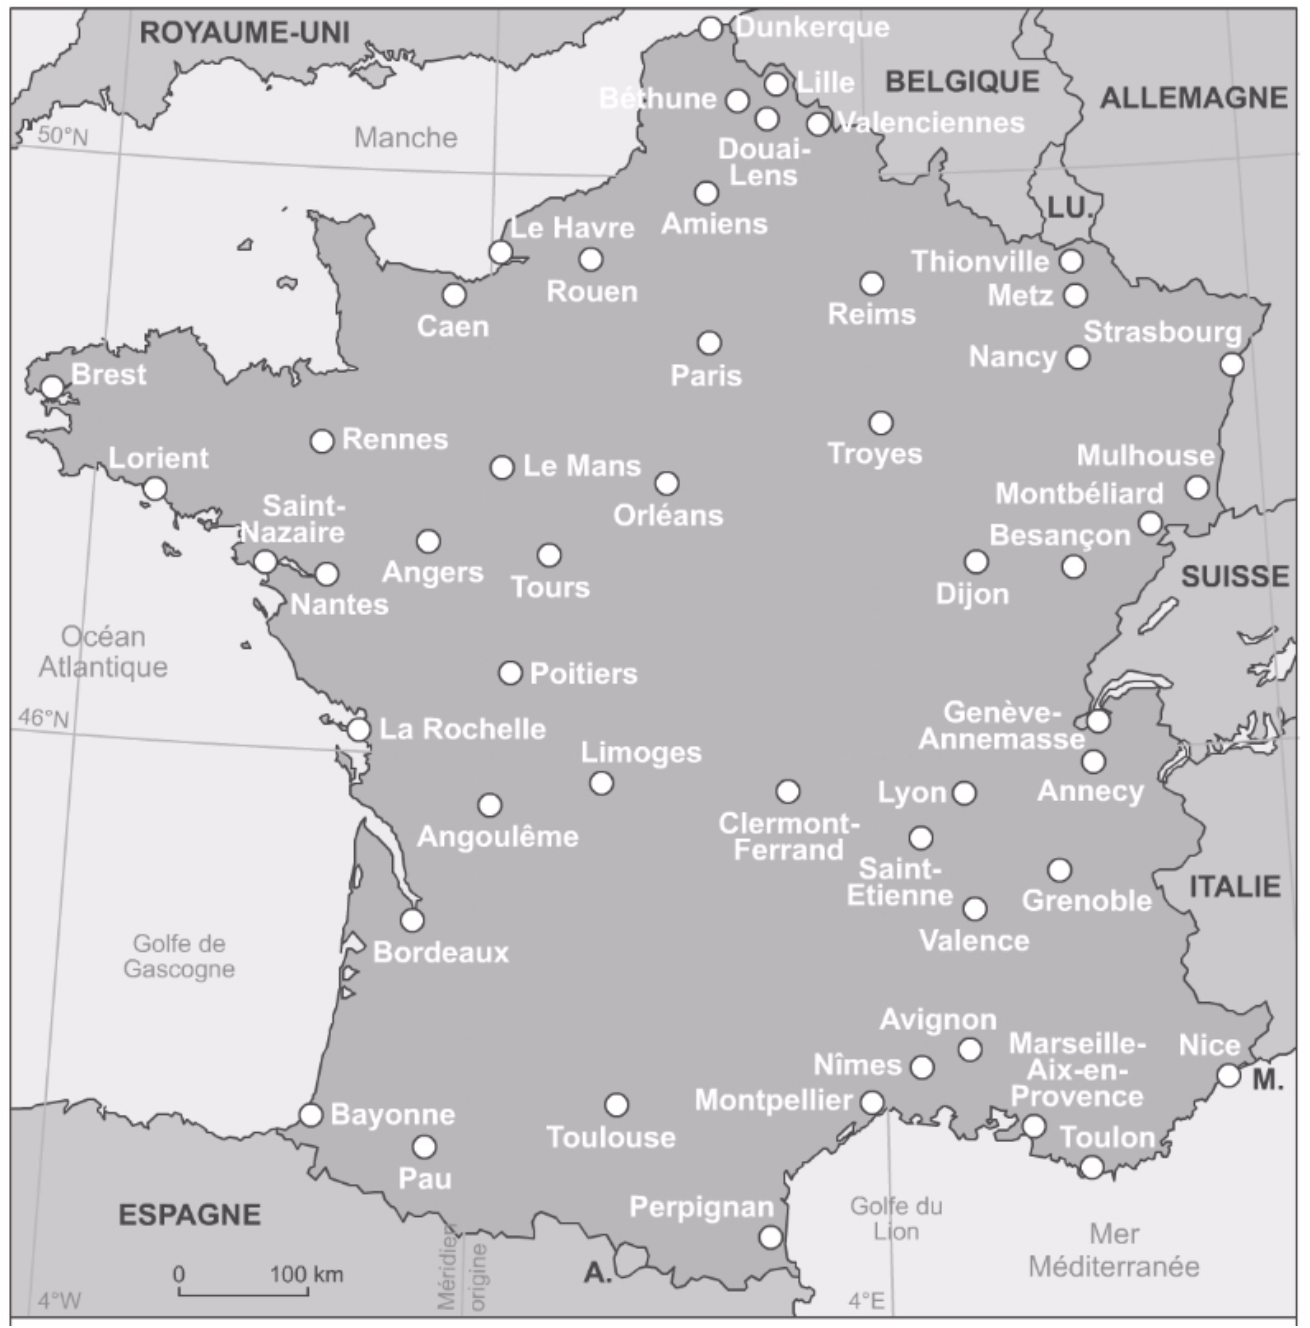 ROYAUME-UNI
Dunkerque
Lille
BELGIQUE
ALLEMAGNE
Béthune
Valenciennes
50°N
Manche
Douai-
Lens
LU.
Amiens
Le Havre
Thionville
Rouen
Metz
Reims
Caen
Strasbourg
Nancy
Paris
Brest
Rennes
Troyes
Mulhouse
Lorient
Le Mans
Montbéliard
Saint-
Nazaire
Orléans
Besançon
Angers
Tours
SUISSE
Dijon
Nantes
Océan
Atlantique
Poitiers
46°N
Genève-
Annemasse
La Rochelle
Limoges
Lyon
Annecy
Angoulême
Clermont-
Ferrand
Saint-
Etienne
ITALIE
Grenoble
Golfe de
Gascogne
Bordeaux
Valence
Avignon
Marseille-
Aix-en-
Provence
Nice
Nîmes
M.
Montpellier
Bayonne
Toulouse
Toulon
Pau
Perpignan
ESPAGNE
Golfe du
Lion
Mer
Méditerranée
Méridien
origine
A.
0 100 km
4°W
4°E